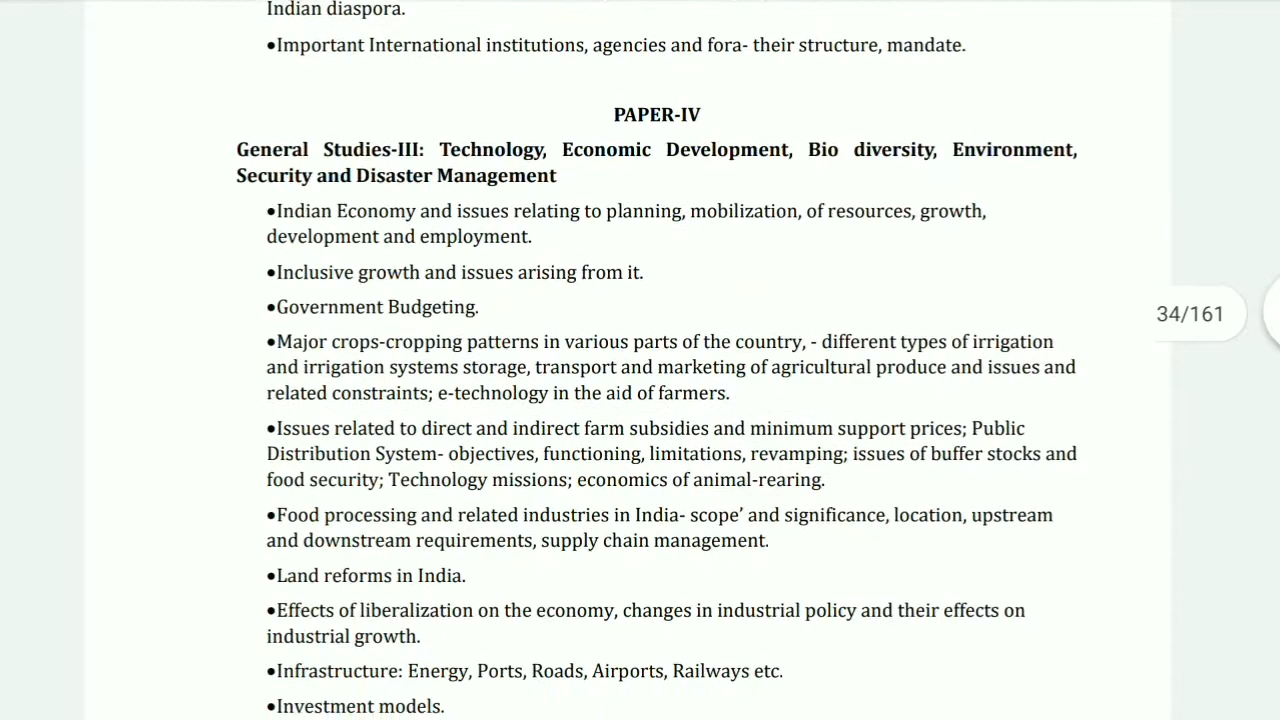 Indian diaspora.
•Important International institutions, agencies and fora- their structure, mandate.
PAPER-IV
General Studies-III: Technology, Economic Development, Bio diversity, Environment,
Security and Disaster Management
•Indian Economy and issues relating to planning, mobilization, of resources, growth,
development and employment.
•Inclusive growth and issues arising from it.
•Government Budgeting.
•Major crops-cropping patterns in various parts of the country, - different types of irrigation
and irrigation systems storage, transport and marketing of agricultural produce and issues and
related constraints; e-technology in the aid of farmers.
•Issues related to direct and indirect farm subsidies and minimum support prices; Public
Distribution System- objectives, functioning, limitations, revamping; issues of buffer stocks and
food security; Technology missions; economics of animal-rearing.
•Food processing and related industries in India- scope’ and significance, location, upstream
and downstream requirements, supply chain management.
•Land reforms in India.
•Effects of liberalization on the economy, changes in industrial policy and their effects on
industrial growth.
•Infrastructure: Energy, Ports, Roads, Airports, Railways etc.
•Investment models.
34/161